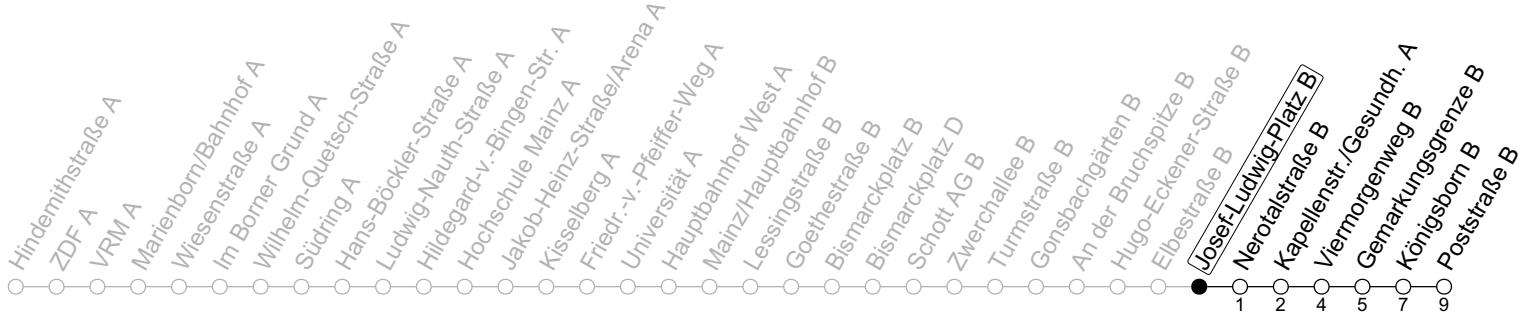 Hindemithstraße A
ZDF A
VRM A
Marienborn/Bahnhof A
Wiesenstraße A
Im Borner Grund A
Wilhelm-Quetsch-Straße A
Südring A
Hans-Böckler-Straße A
Ludwig-Nauth-Straße A
Hildegard-v.-Bingen-Str. A
Hochschule Mainz A
Jakob-Heinz-Straße/Arena A
Kisselberg A
Friedr.-v.-Pfeiffer-Weg A
Universität A
Hauptbahnhof West A
Mainz/Hauptbahnhof B
Lessingstraße B
Goethestraße B
Bismarckplatz B
Bismarckplatz D
Schott AG B
Zwerchallee B
Turmstraße B
Gonsbachgärten B
An der Bruchspitze B
Hugo-Eckener-Straße B
Elbestraße B
Josef-Ludwig-Platz B
Nerotalstraße B
Kapellenstr./Gesundh. A
Viermorgenweg B
Gemarkungsgrenze B
Königsborn B
Poststraße B
1 2 4 5 7 9